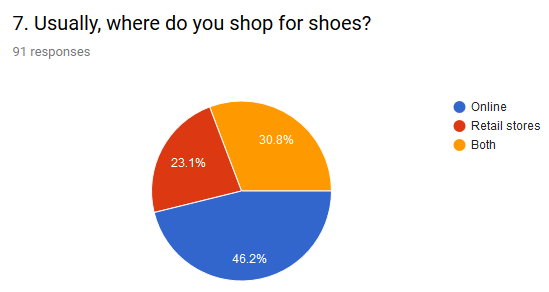 7. Usually, where do you shop for shoes?
91 responses
Online
Retail stores
Both
30.8%
23.1%
46.2%